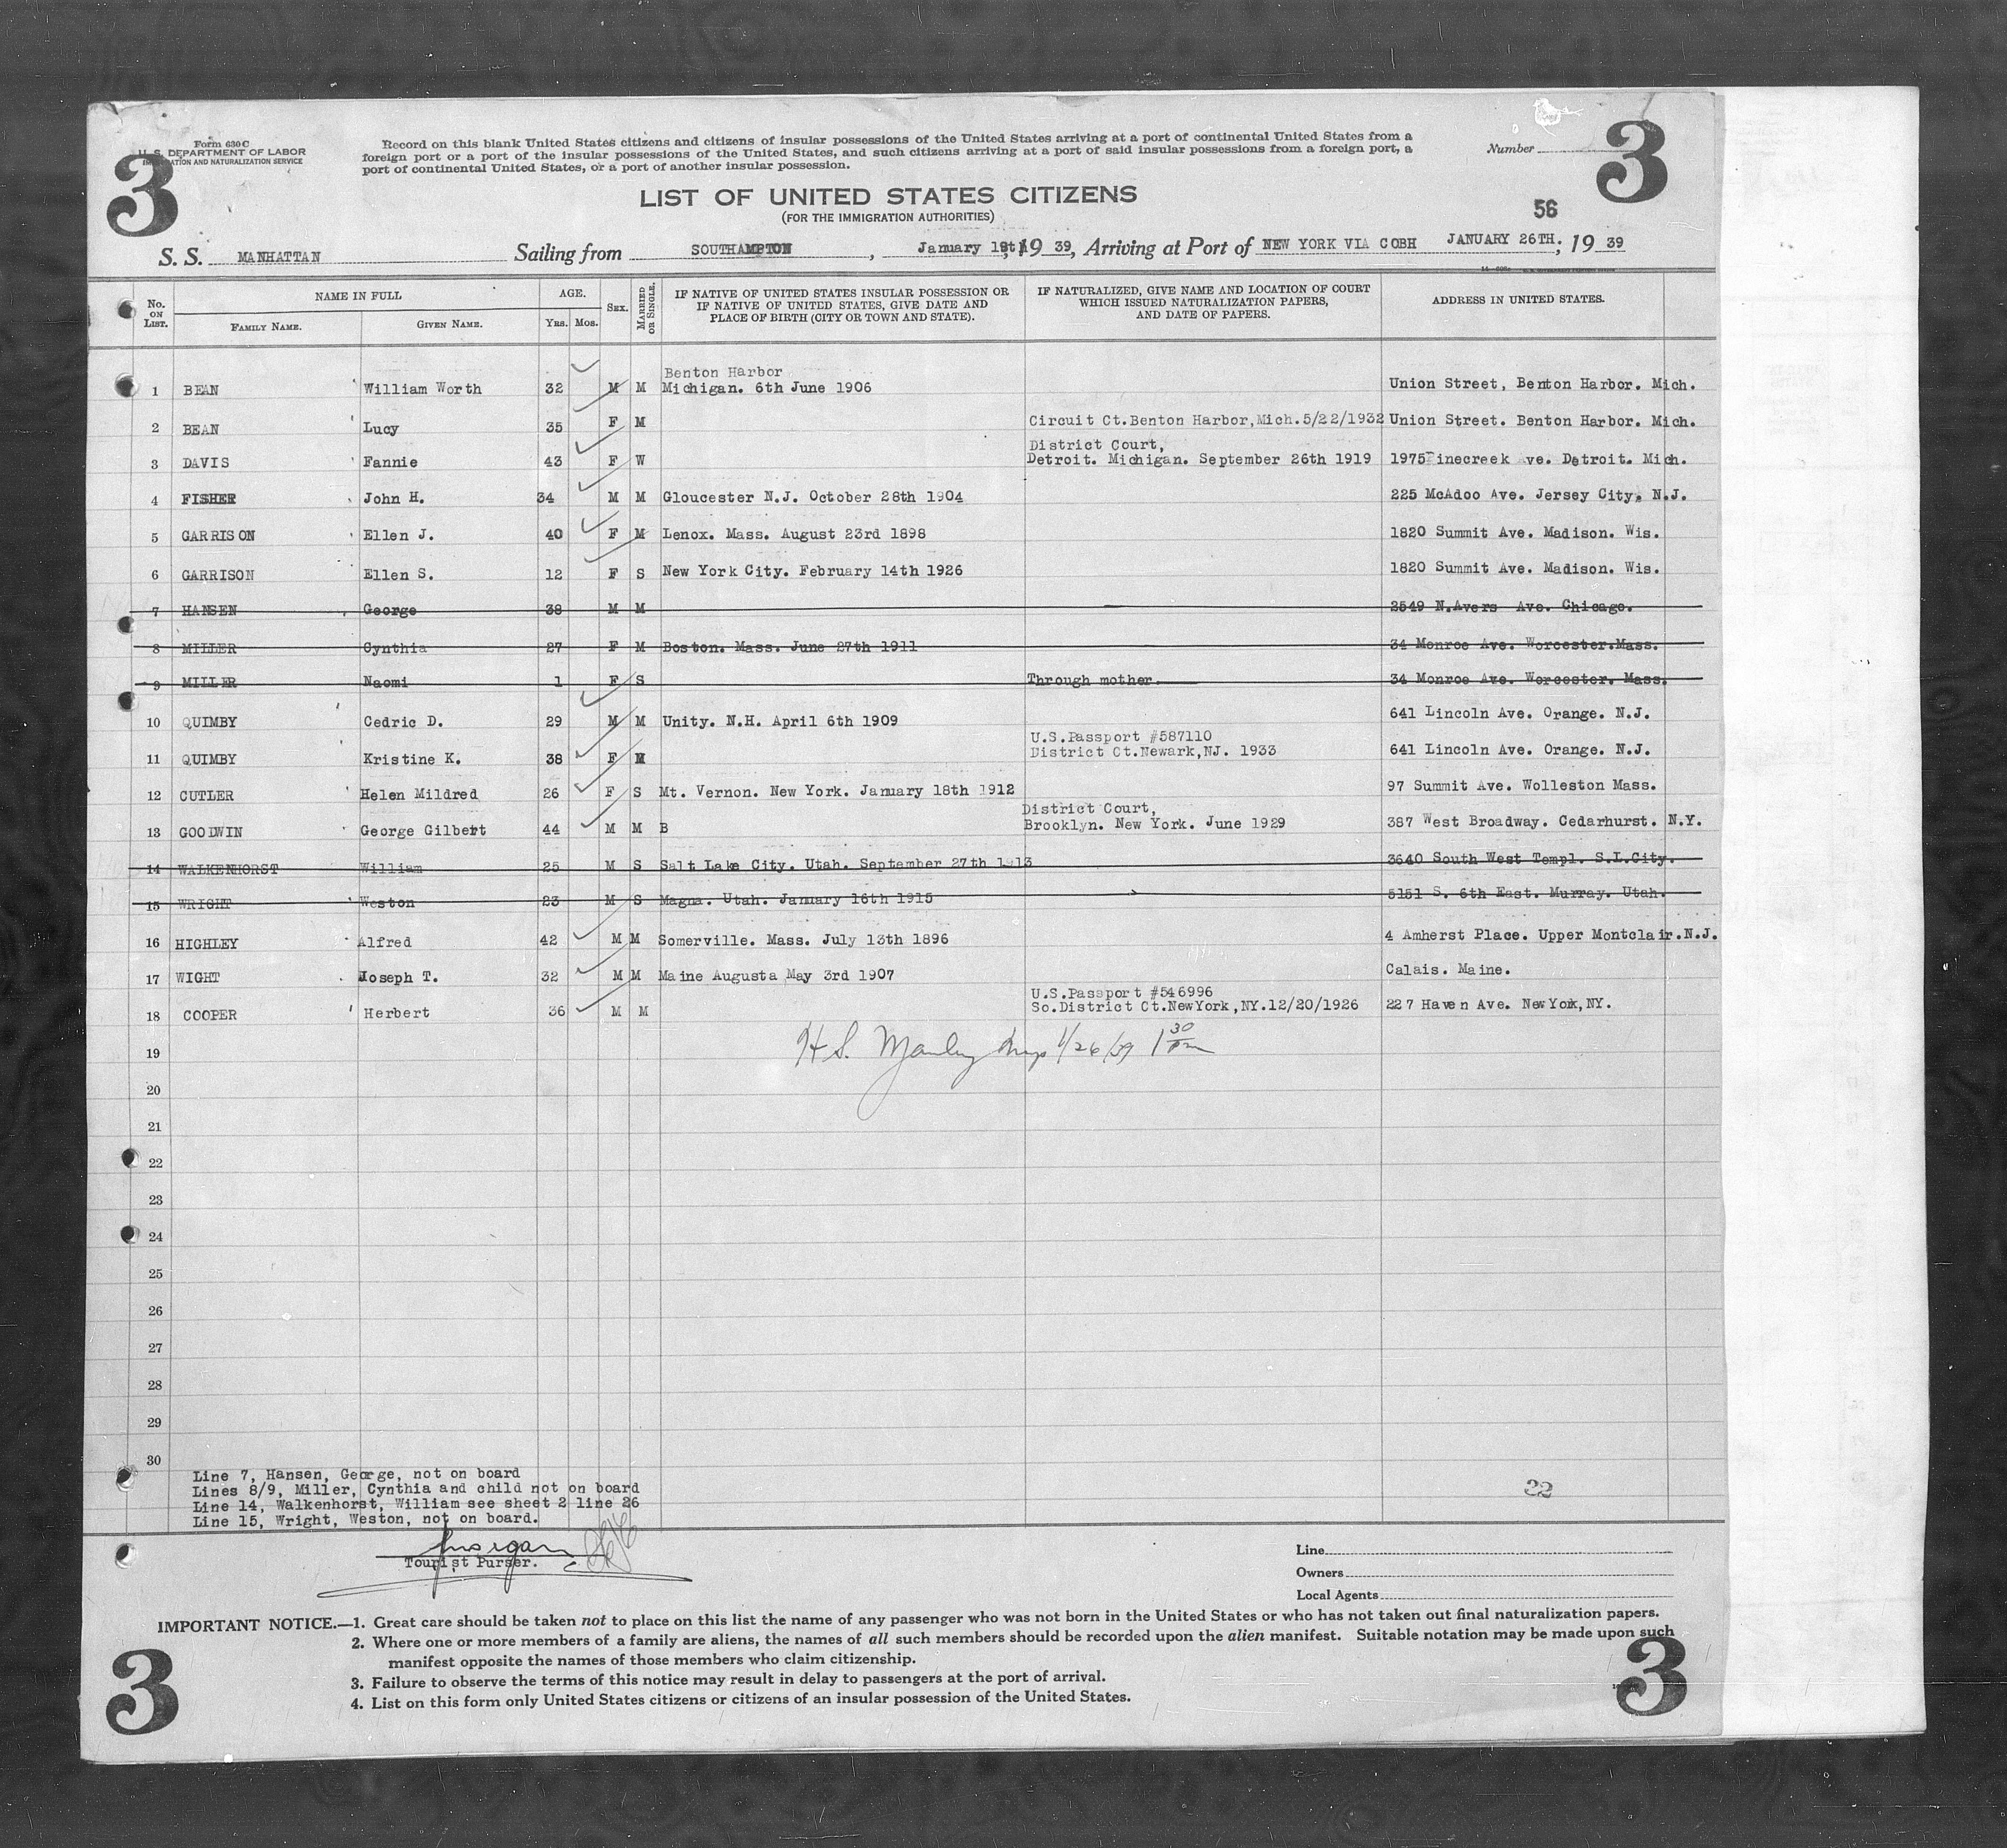 3
Form 630 C
U. S. DEPARTMENT OF LABOR
IMMIGRATION AND NATURALIZATION SERVICE
Record on this blank United States citizens and citizens of insular possessions of the United States arriving at a port of continental United States from a
foreign port or a port of the insular possessions of the United States, and such citizens arriving at a port of said insular possessions from a foreign port, a
port of continental United States, or a port of another insular possession.
Number
3
LIST OF UNITED STATES CITIZENS
(FOR THE IMMIGRATION AUTHORITIES)
56
S. S. MANHATTAN Sailing from SOUTHAMPTON, January 19th, 19 39, Arriving at Port of NEW YORK VIA COBH JANUARY 26TH, 19 39
No. ON LIST. NAME IN FULL FAMILY NAME. GIVEN NAME. AGE. YRS. MOS. SEX. MARRIED OR SINGLE. IF NATIVE OF UNITED STATES INSULAR POSSESSION OR IF NATIVE OF UNITED STATES, GIVE DATE AND PLACE OF BIRTH (CITY OR TOWN AND STATE). IF NATURALIZED, GIVE NAME AND LOCATION OF COURT WHICH ISSUED NATURALIZATION PAPERS, AND DATE OF PAPERS. ADDRESS IN UNITED STATES.
Benton Harbor
1 BEAN William Worth 32 M M Michigan. 6th June 1906 Union Street, Benton Harbor. Mich.
2 BEAN Lucy 35 F M Circuit Ct.Benton Harbor,Mich.5/22/1932 Union Street. Benton Harbor. Mich.
District Court,
3 DAVIS Fannie 43 F W Detroit. Michigan. September 26th 1919 1975 inecreek ve. Detroit. Mich.
4 FISHER John H. 34 M M Gloucester N.J. October 28th 1904 225 McAdoo Ave. Jersey City. N.J.
5 GARRISON Ellen J. 40 F M Lenox. Mass. August 23rd 1898 1820 Summit Ave. Madison. Wis.
6 GARRISON Ellen S. 12 F S New York City. February 14th 1926 1820 Summit Ave. Madison. Wis.
7 HANSEN George 38 M M 2549 N.Avers Ave. Chicago.
8 MILLER Cynthia 27 F M Boston. Mass. June 27th 1911 34 Monroe Ave. Worcester.Mass.
9 MILLER Naomi 1 F S Through mother 34 Monroe Ave. Worcester. Mass.
10 QUIMBY Cedric D. 29 M M Unity. N.H. April 6th 1909 641 Lincoln Ave. Orange. N.J.
U.S.Passport #587110
11 QUIMBY Kristine K. 38 F M District Ct.Newark,NJ. 1933 641 Lincoln Ave. Orange. N.J.
12 CUTLER Helen Mildred 26 F S Mt. Vernon. New York. January 18th 1912 97 Summit Ave. Wolleston Mass.
District Court,
13 GOODWIN George Gilbert 44 M M B Brooklyn. New York. June 1929 387 West Broadway. Cedarhurst. N.Y.
14 WALKENHORST William 25 M S Salt Lake City. Utah. September 27th 1913 3640 South West Templ. S.L.City.
15 WRIGHT Weston 23 M S Magna. Utah. January 16th 1915 5151 S. 6th East. Murray. Utah.
16 HIGHLEY Alfred 42 M M Somerville. Mass. July 13th 1896 4 Amherst Place. Upper Montclair.N.J.
17 WIGHT Joseph T. 32 M M Maine Augusta May 3rd 1907 Calais. Maine.
U.S.Passport #546996
18 COOPER Herbert 36 M M So.District Ct.NewYork,NY.12/20/1926 227 Haven Ave. NewYork,NY.
19 H S. Manley Insp 1/26/39 1 30 pm
20
21
22
23
24
25
26
27
28
29
30
Line 7, Hansen, George, not on board
Lines 8/9, Miller, Cynthia and child not on board
Line 14, Walkenhorst, William see sheet 2 line 26
Line 15, Wright, Weston, not on board.
22
Morgan
Tourist Purser.
Line
Owners
Local Agents
IMPORTANT NOTICE.—1. Great care should be taken not to place on this list the name of any passenger who was not born in the United States or who has not taken out final naturalization papers.
2. Where one or more members of a family are aliens, the names of all such members should be recorded upon the alien manifest. Suitable notation may be made upon such
manifest opposite the names of those members who claim citizenship.
3. Failure to observe the terms of this notice may result in delay to passengers at the port of arrival.
4. List on this form only United States citizens or citizens of an insular possession of the United States.
3
3